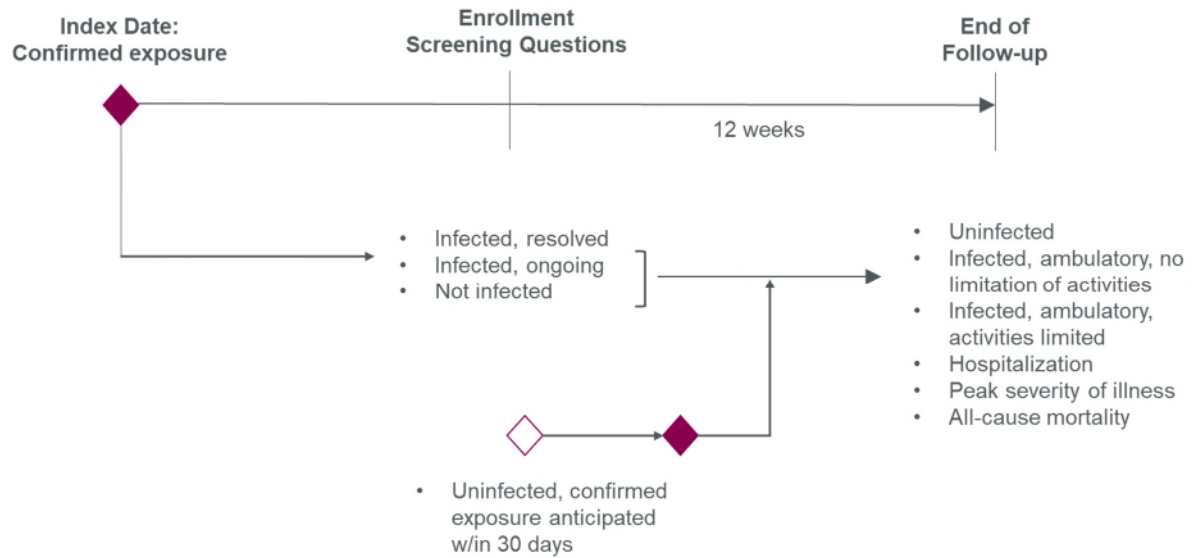 Index Date:
Confirmed exposure
Enrollment
Screening Questions
End of
Follow-up
12 weeks
• Infected, resolved
• Infected, ongoing
• Not infected
• Uninfected
• Infected, ambulatory, no
limitation of activities
• Infected, ambulatory,
activities limited
• Hospitalization
• Peak severity of illness
• All-cause mortality
• Uninfected, confirmed
exposure anticipated
w/in 30 days